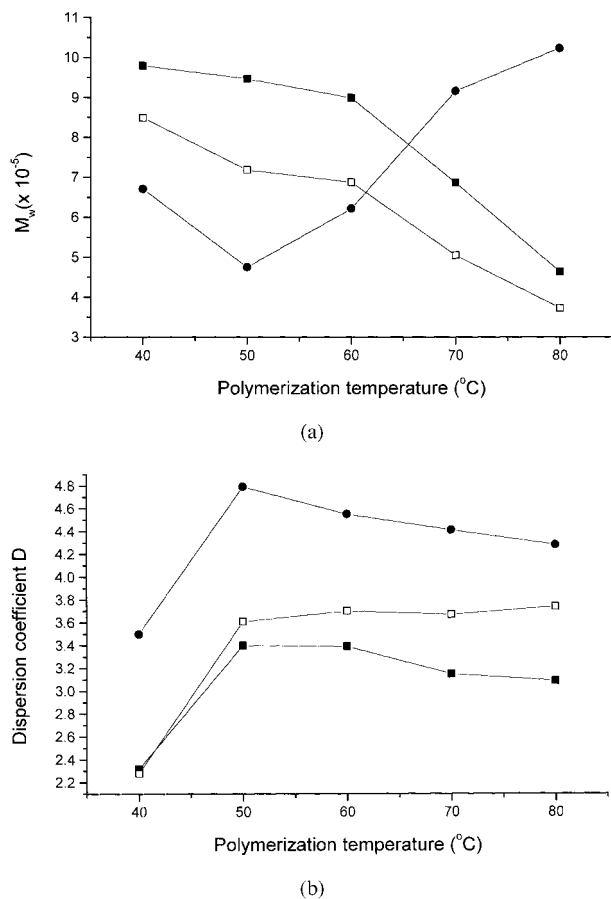 11
10
9
8
7
6
5
4
3
M_w(x 10^-5)
40 50 60 70 80
Polymerization temperature (°C)
(a)
4.8
4.6
4.4
4.2
4.0
3.8
3.6
3.4
3.2
3.0
2.8
2.6
2.4
2.2
Dispersion coefficient D
40 50 60 70 80
Polymerization temperature (°C)
(b)